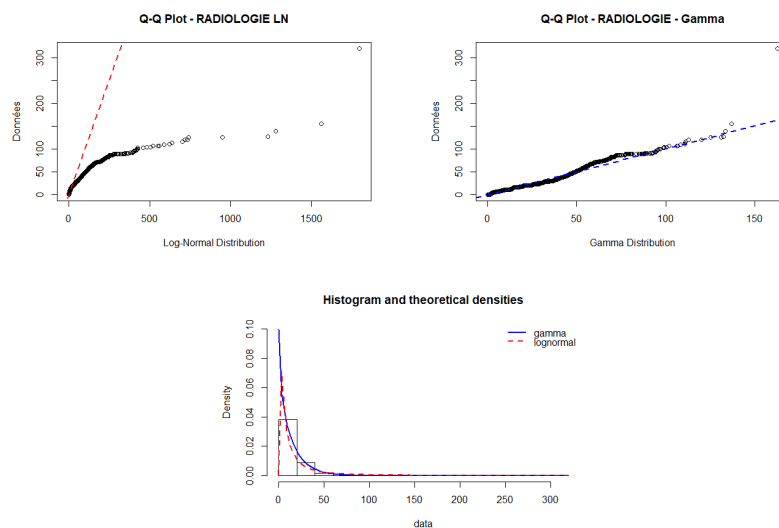 Q-Q Plot - RADIOLOGIE LN
Données
0 50 100 200 300
0 500 1000 1500
Log-Normal Distribution
Q-Q Plot - RADIOLOGIE - Gamma
Données
0 50 100 200 300
0 50 100 150
Gamma Distribution
Histogram and theoretical densities
Density
0.00 0.02 0.04 0.06 0.08 0.10
gamma
lognormal
0 50 100 150 200 250 300
data